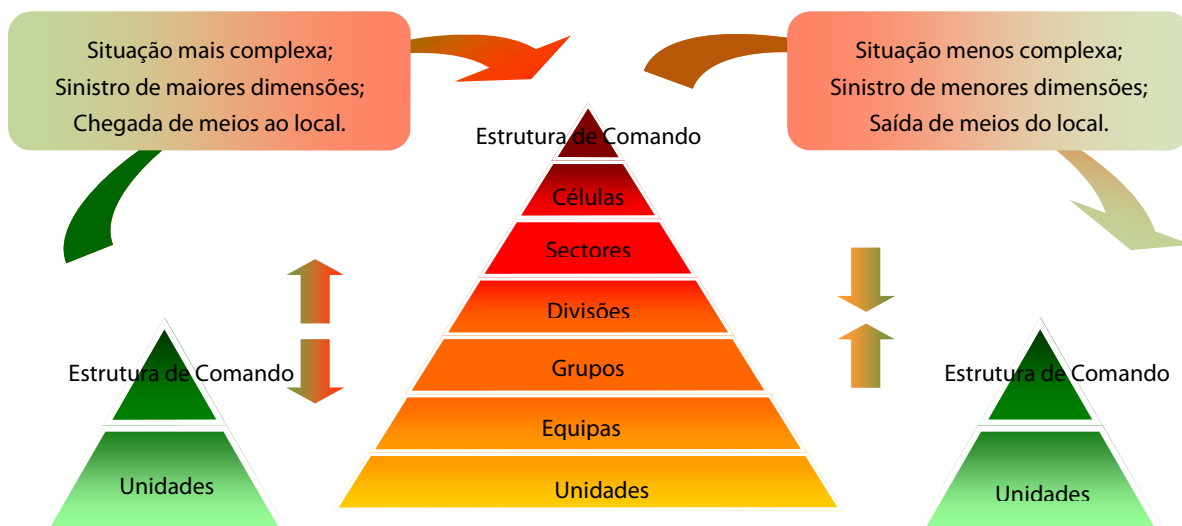 Situação mais complexa;
Sinistro de maiores dimensões;
Chegada de meios ao local.
Situação menos complexa;
Sinistro de menores dimensões;
Saída de meios do local.
Estrutura de Comando
Células
Sectores
Divisões
Grupos
Equipas
Unidades
Estrutura de Comando
Unidades
Estrutura de Comando
Unidades